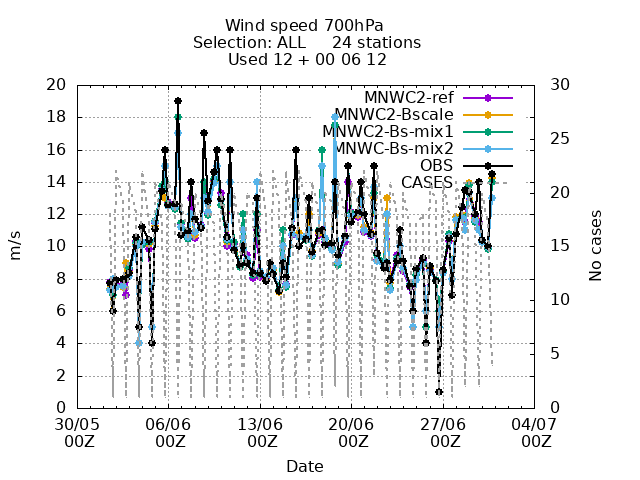 Wind speed 700hPa
Selection: ALL 24 stations
Used 12 + 00 06 12
20 30
MNWC2-ref
18
MNWC2-Bscale
25
MNWC2-Bs-mix1
16
MNWC-Bs-mix2
OBS
14
CASES
20
12
m/s
10 15
No cases
8
10
6
4
5
2
0 0
30/05 06/06 13/06 20/06 27/06 04/07
00Z 00Z 00Z 00Z 00Z 00Z
Date